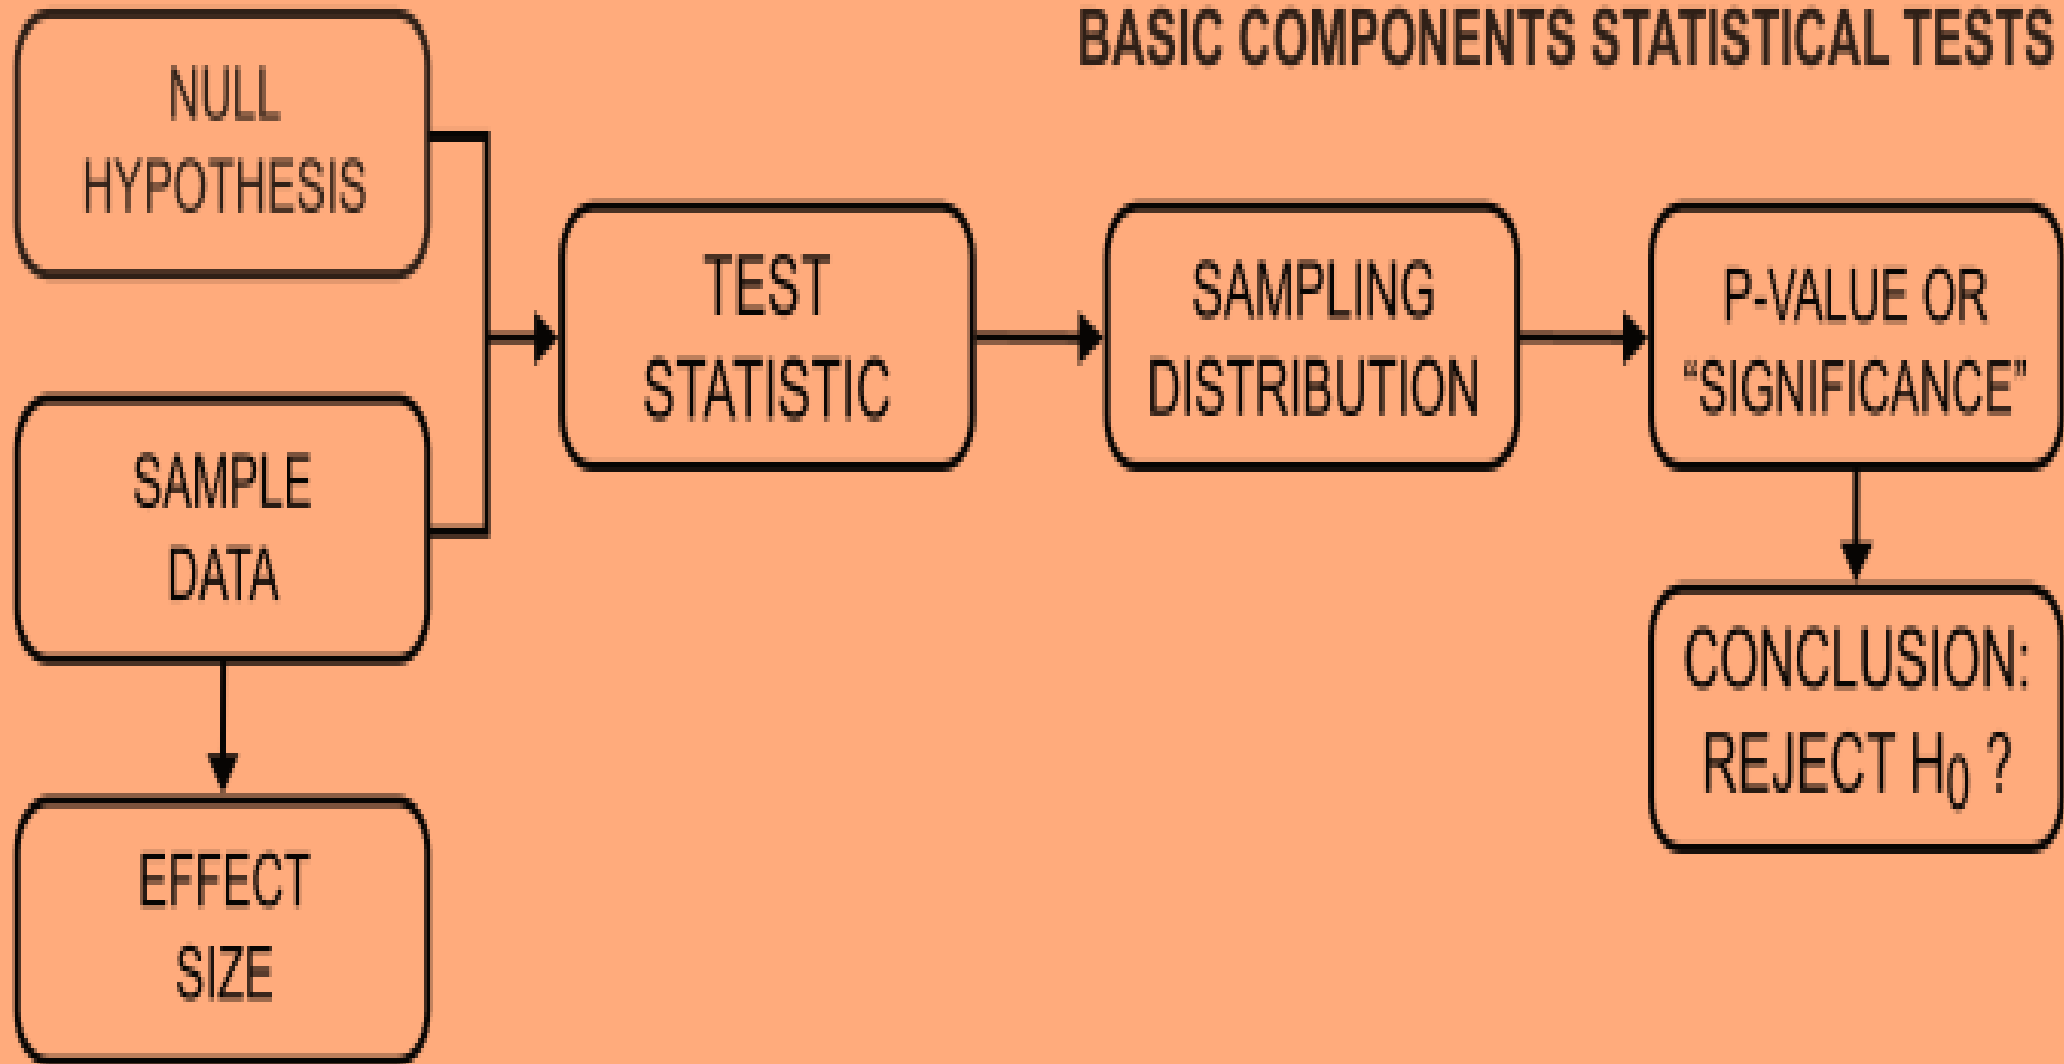 BASIC COMPONENTS STATISTICAL TESTS
NULL
HYPOTHESIS
SAMPLE
DATA
EFFECT
SIZE
TEST
STATISTIC
SAMPLING
DISTRIBUTION
P-VALUE OR
“SIGNIFICANCE”
CONCLUSION:
REJECT H₀ ?